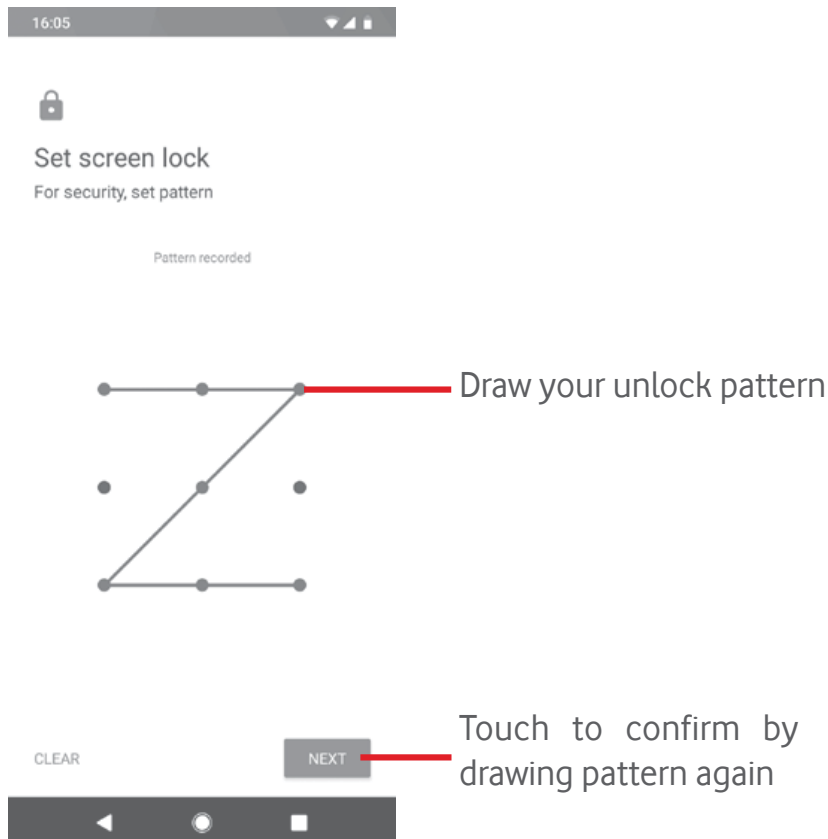 16:05
Set screen lock
For security, set pattern
Pattern recorded
Draw your unlock pattern
Touch to confirm by
drawing pattern again
CLEAR
NEXT